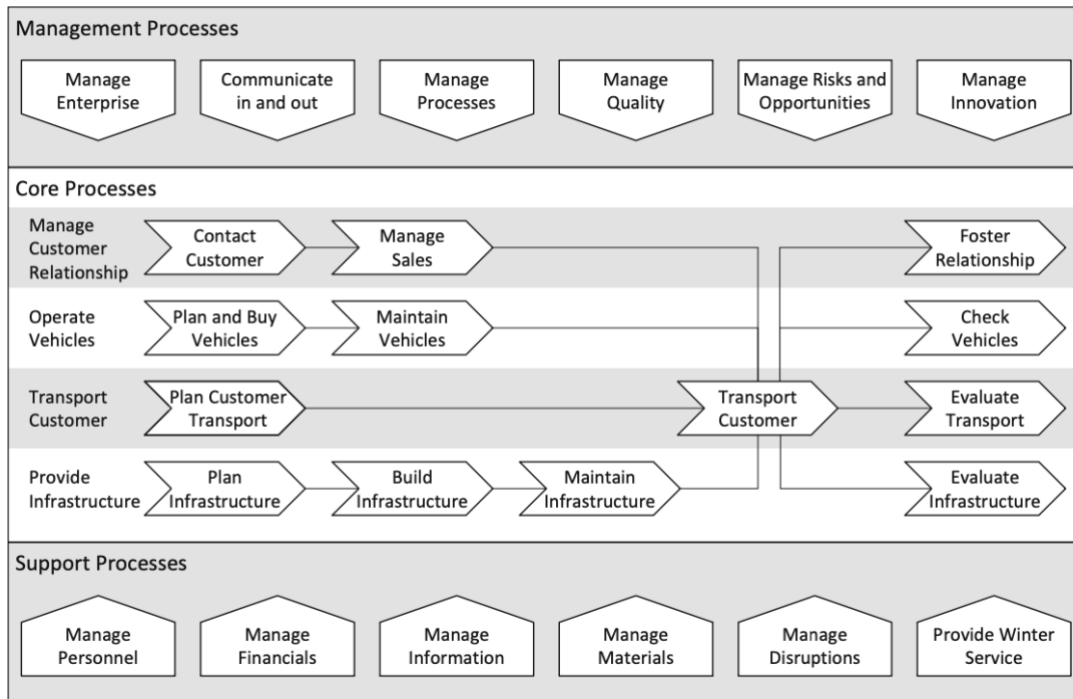 Management Processes
Manage
Enterprise
Communicate
in and out
Manage
Processes
Manage
Quality
Manage Risks and
Opportunities
Manage
Innovation
Core Processes
Manage
Customer
Relationship
Contact
Customer
Manage
Sales
Foster
Relationship
Operate
Vehicles
Plan and Buy
Vehicles
Maintain
Vehicles
Check
Vehicles
Transport
Customer
Plan Customer
Transport
Transport
Customer
Evaluate
Transport
Provide
Infrastructure
Plan
Infrastructure
Build
Infrastructure
Maintain
Infrastructure
Evaluate
Infrastructure
Support Processes
Manage
Personnel
Manage
Financials
Manage
Information
Manage
Materials
Manage
Disruptions
Provide Winter
Service